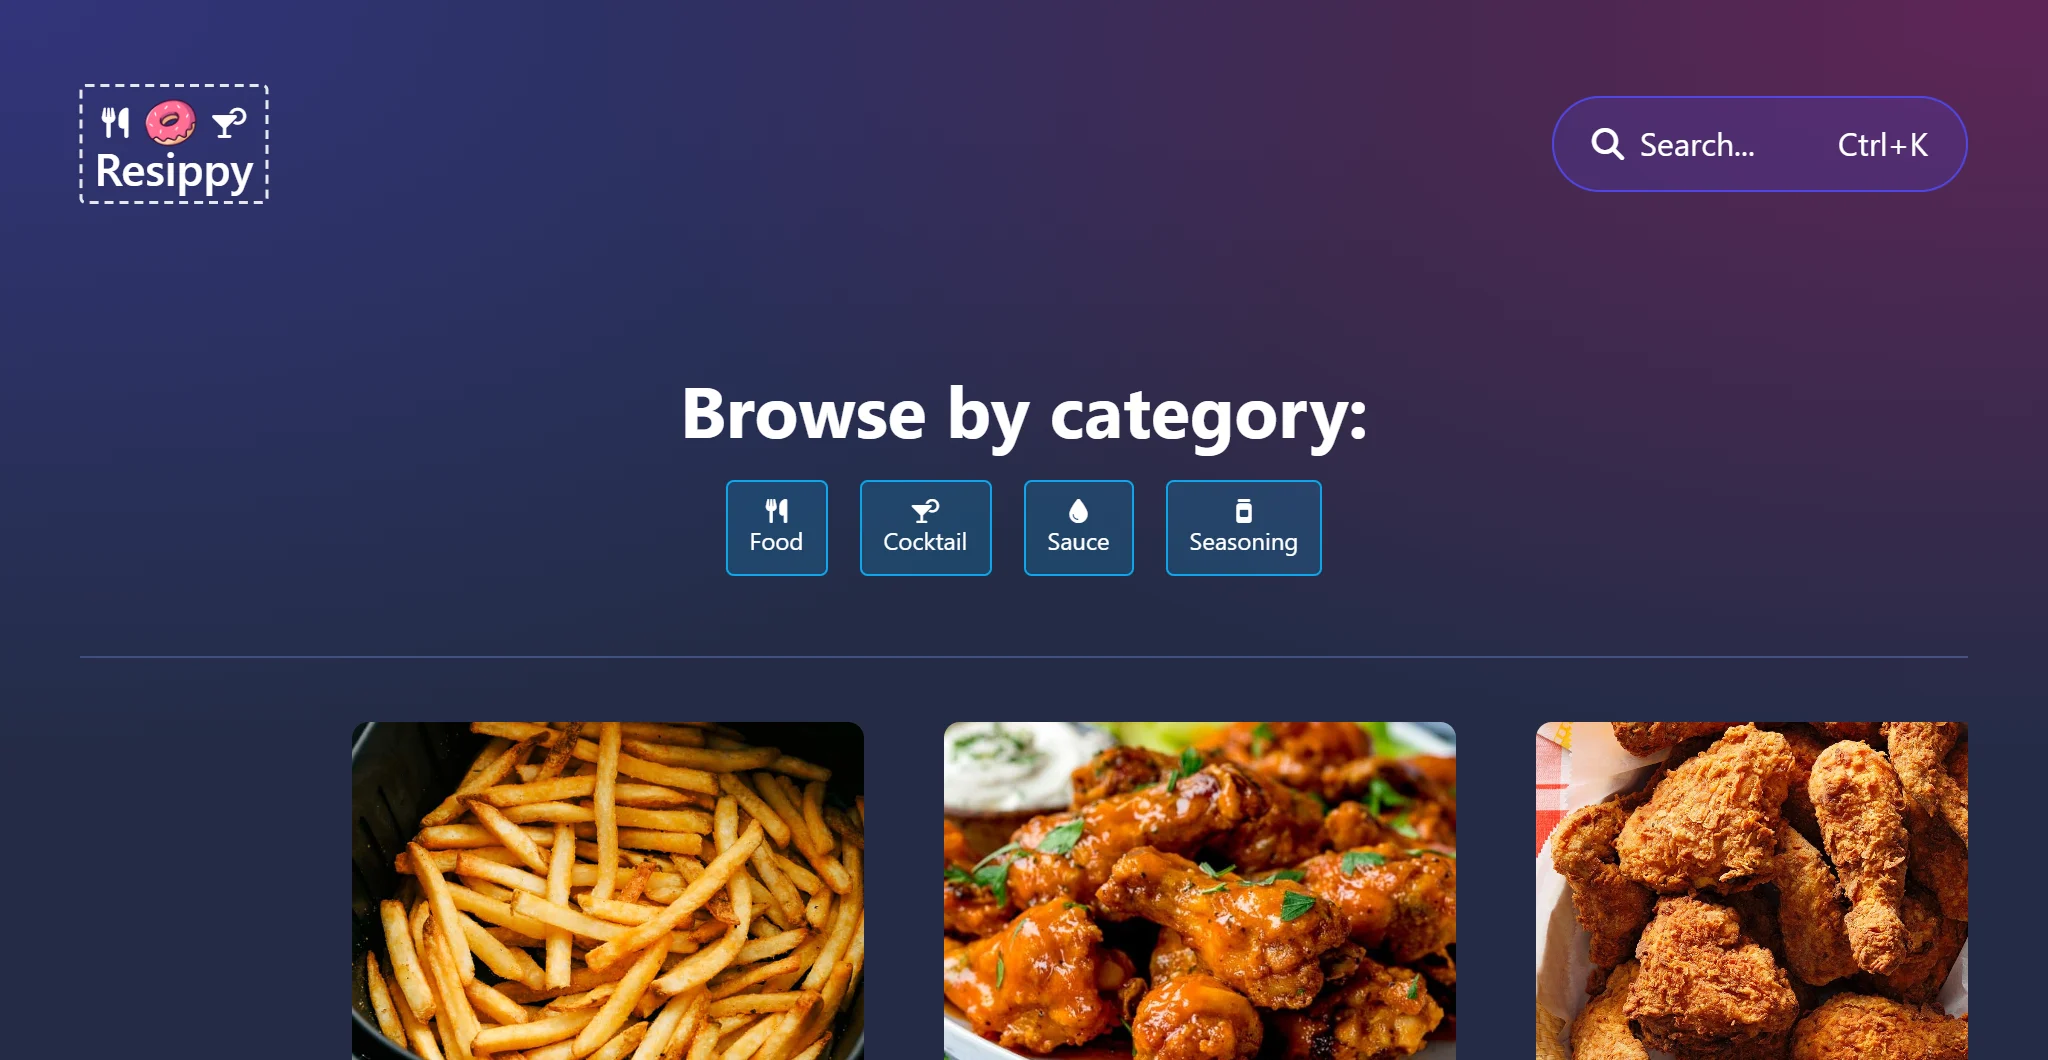 Resippy
Search...
Ctrl+K
Browse by category:
Food
Cocktail
Sauce
Seasoning